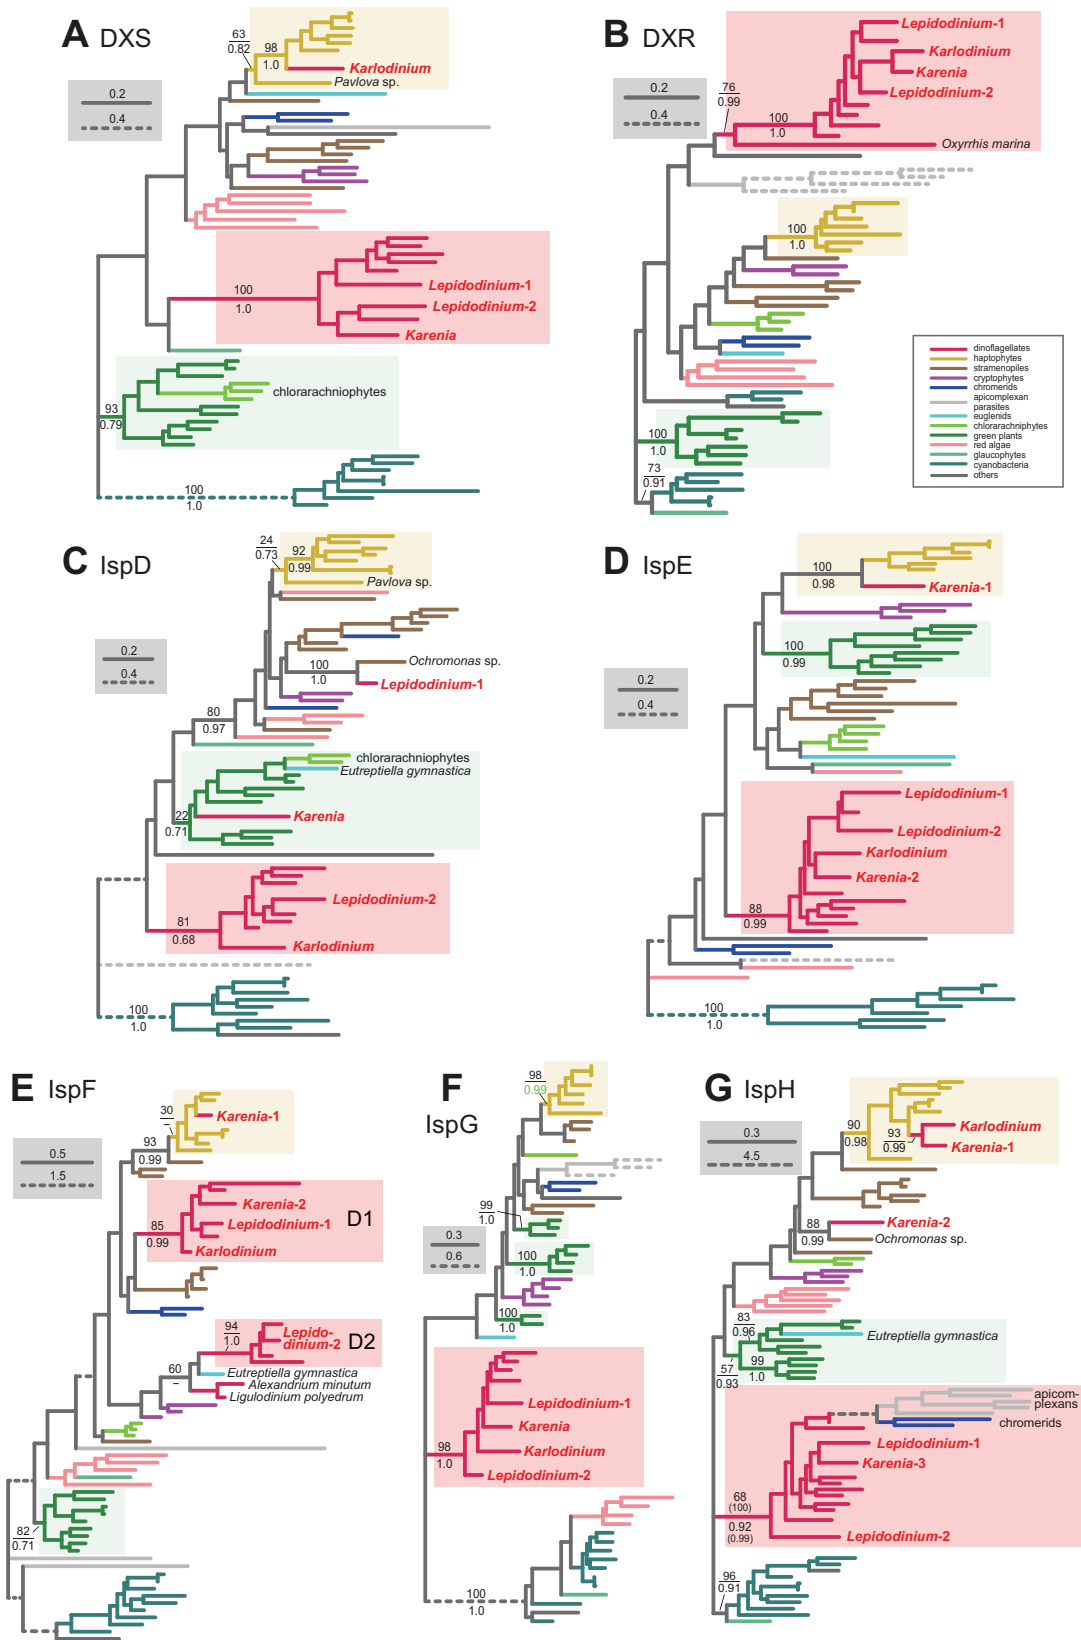 A DXS
63
0.82
98
1.0
Karlodinium
Pavlova sp.
0.2
0.4
100
1.0
Lepidodinium-1
Lepidodinium-2
Karenia
93
0.79
chlorarachniophytes
100
1.0
B DXR
Lepidodinium-1
Karlodinium
Karenia
Lepidodinium-2
0.2
0.4
76
0.99
100
1.0
Oxyrrhis marina
100
1.0
100
1.0
73
0.91
dinoflagellates
haptophytes
stramenopiles
cryptophytes
chromerids
apicomplexan
parasites
euglenids
chlorarachniphytes
green plants
red algae
glaucophytes
cyanobacteria
others
C IspD
24
0.73
92
0.99
Pavlova sp.
0.2
0.4
100
1.0
Ochromonas sp.
Lepidodinium-1
80
0.97
chlorarachniophytes
Eutreptiella gymnastica
22
0.71
Karenia
81
0.68
Lepidodinium-2
Karlodinium
100
1.0
D IspE
100
0.98
Karenia-1
100
0.99
0.2
0.4
Lepidodinium-1
Lepidodinium-2
Karlodinium
Karenia-2
88
0.99
100
1.0
E IspF
30
–
Karenia-1
93
0.99
0.5
1.5
Karenia-2
Lepidodinium-1
Karlodinium
D1
85
0.99
94
1.0
Lepido-
dinium-2
D2
60
–
Eutreptiella gymnastica
Alexandrium minutum
Ligulodinium polyedrum
82
0.71
F
IspG
98
0.99
99
1.0
0.3
0.6
100
1.0
100
1.0
Lepidodinium-1
Karenia
Karlodinium
Lepidodinium-2
98
1.0
100
1.0
G IspH
90
0.98
93
0.99
Karlodinium
Karenia-1
0.3
4.5
88
0.99
Karenia-2
Ochromonas sp.
83
0.96
Eutreptiella gymnastica
57
0.93
99
1.0
apicom-
plexans
chromerids
Lepidodinium-1
Karenia-3
68
(100)
0.92
(0.99)
Lepidodinium-2
96
0.91